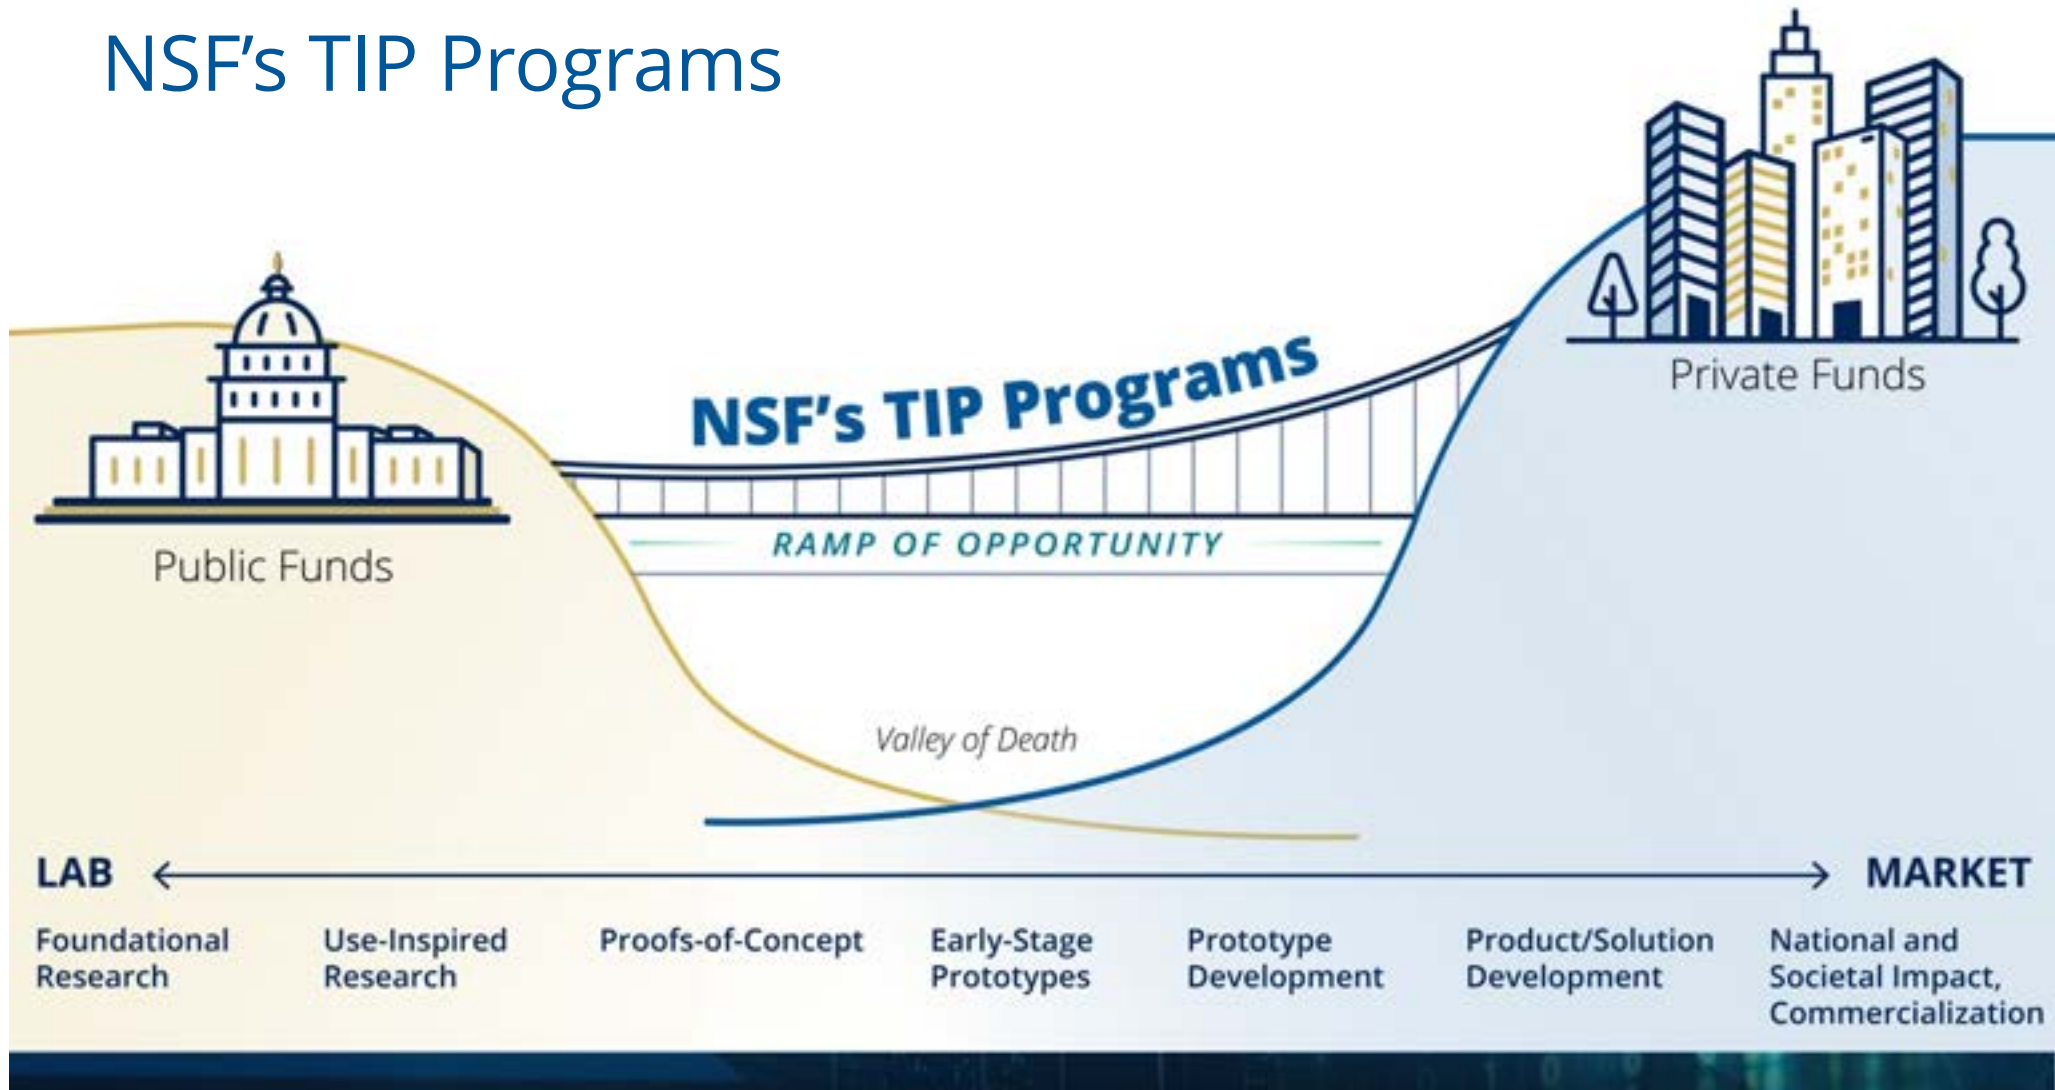 NSF’s TIP Programs
NSF’s TIP Programs
Private Funds
RAMP OF OPPORTUNITY
Public Funds
Valley of Death
LAB
MARKET
Foundational
Research
Use-Inspired
Research
Proofs-of-Concept
Early-Stage
Prototypes
Prototype
Development
Product/Solution
Development
National and
Societal Impact,
Commercialization